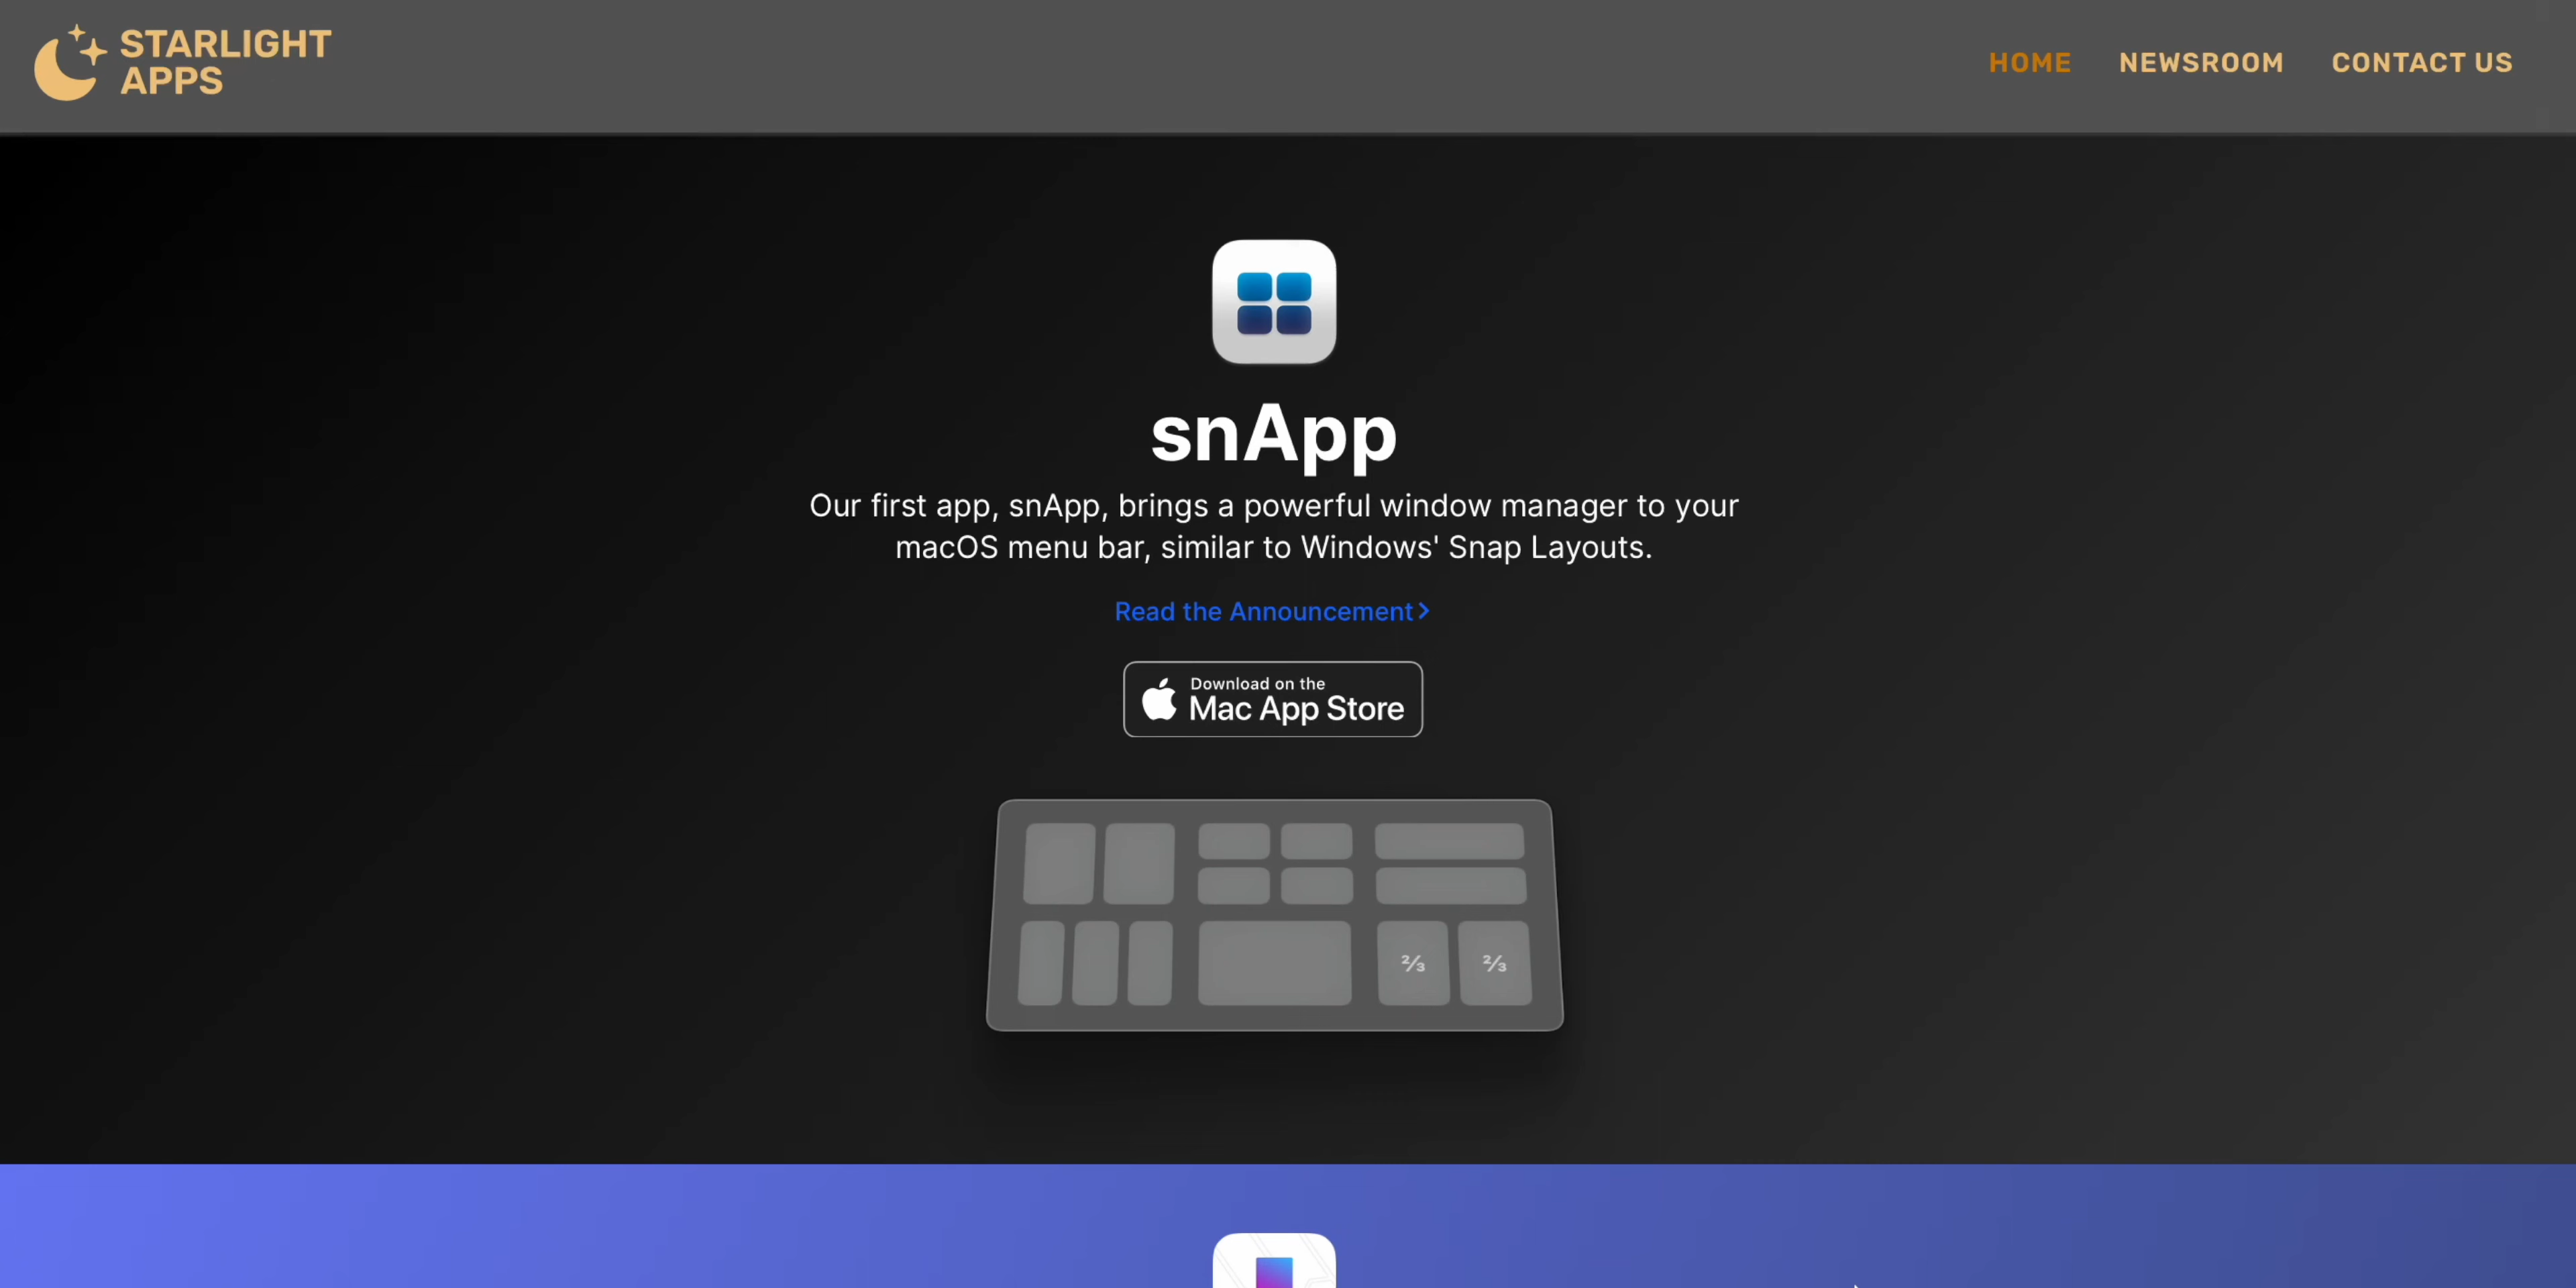 STARLIGHT
APPS
HOME
NEWSROOM
CONTACT US
snApp
Our first app, snApp, brings a powerful window manager to your
macOS menu bar, similar to Windows' Snap Layouts.
Read the Announcement
Download on the
Mac App Store
⅔
⅔